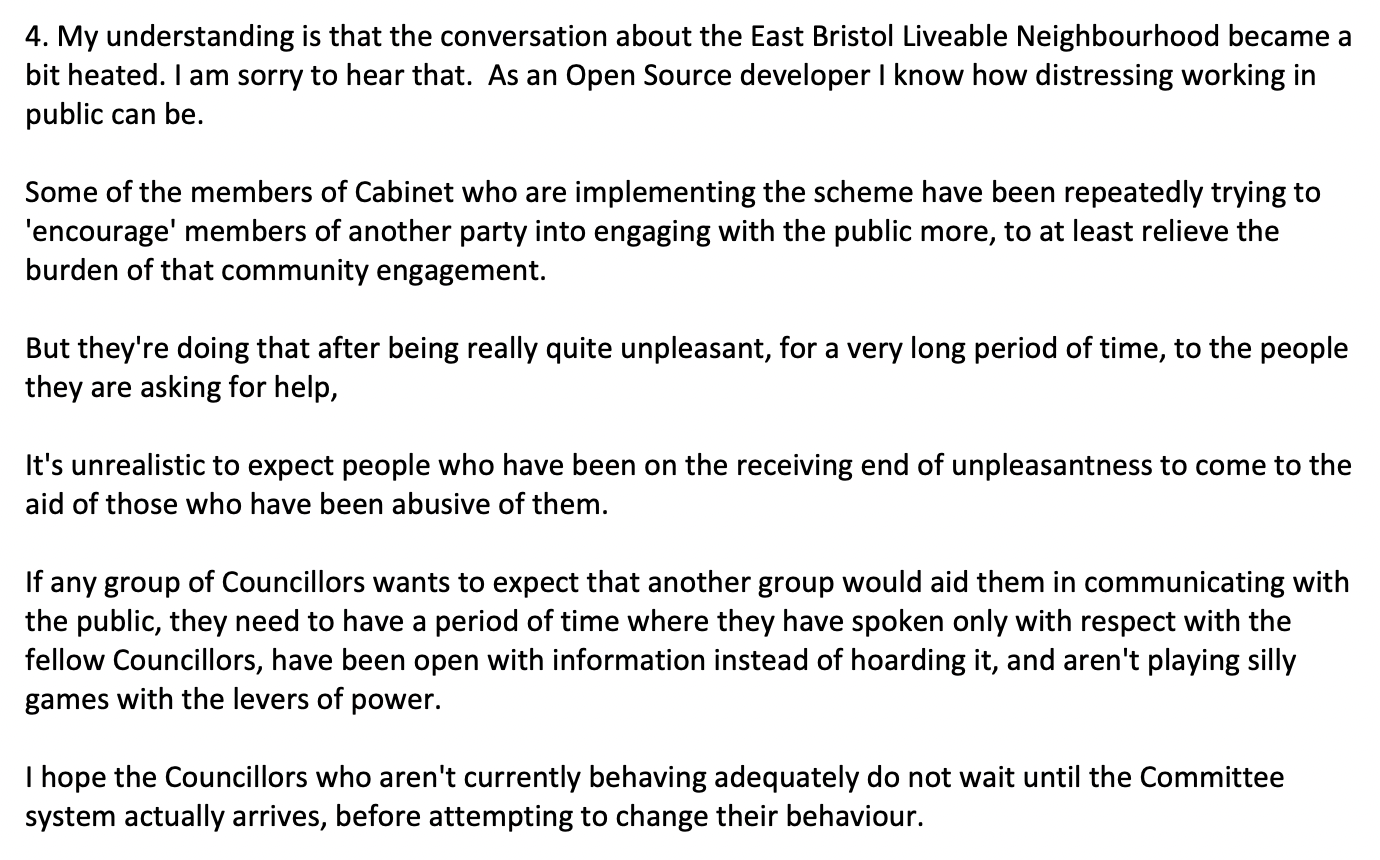 4. My understanding is that the conversation about the East Bristol Liveable Neighbourhood became a
bit heated. I am sorry to hear that.  As an Open Source developer I know how distressing working in
public can be.
Some of the members of Cabinet who are implementing the scheme have been repeatedly trying to
'encourage' members of another party into engaging with the public more, to at least relieve the
burden of that community engagement.
But they're doing that after being really quite unpleasant, for a very long period of time, to the people
they are asking for help,
It's unrealistic to expect people who have been on the receiving end of unpleasantness to come to the
aid of those who have been abusive of them.
If any group of Councillors wants to expect that another group would aid them in communicating with
the public, they need to have a period of time where they have spoken only with respect with the
fellow Councillors, have been open with information instead of hoarding it, and aren't playing silly
games with the levers of power.
I hope the Councillors who aren't currently behaving adequately do not wait until the Committee
system actually arrives, before attempting to change their behaviour.